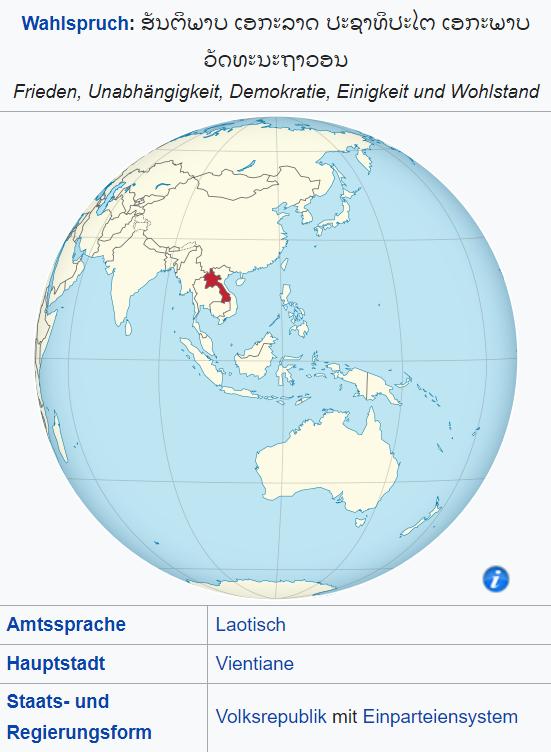 Wahlspruch: ສັນຕິພາບ ເອກະລາດ ປະຊາທິປະໄຕ ເອກະພາບ
ວັດທະນະຖາວອນ
Frieden, Unabhängigkeit, Demokratie, Einigkeit und Wohlstand
i
Amtssprache Laotisch
Hauptstadt Vientiane
Staats- und
Regierungsform
Volksrepublik mit Einparteiensystem